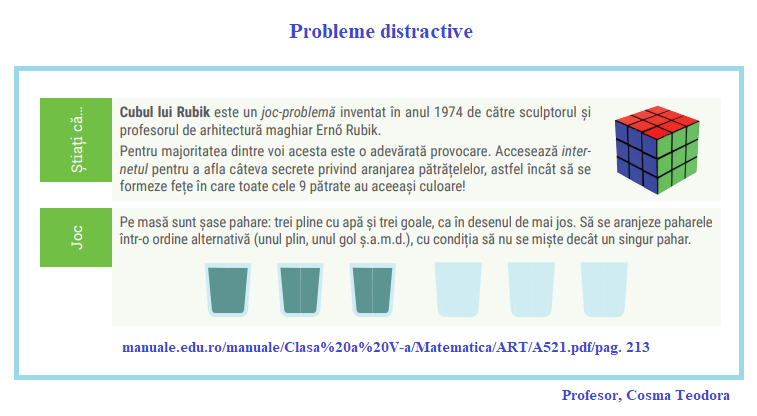 Probleme distractive
Știați că...
Cubul lui Rubik este un joc-problemă inventat în anul 1974 de către sculptorul și
profesorul de arhitectură maghiar Ernő Rubik.
Pentru majoritatea dintre voi acesta este o adevărată provocare. Accesează inter-
netul pentru a afla câteva secrete privind aranjarea pătrățelelor, astfel încât să se
formeze fețe în care toate cele 9 pătrate au aceeași culoare!
Joc
Pe masă sunt șase pahare: trei pline cu apă și trei goale, ca în desenul de mai jos. Să se aranjeze paharele
într-o ordine alternativă (unul plin, unul gol ș.a.m.d.), cu condiția să nu se miște decât un singur pahar.
manuale.edu.ro/manuale/Clasa%20a%20V-a/Matematica/ART/A521.pdf/pag. 213
Profesor, Cosma Teodora